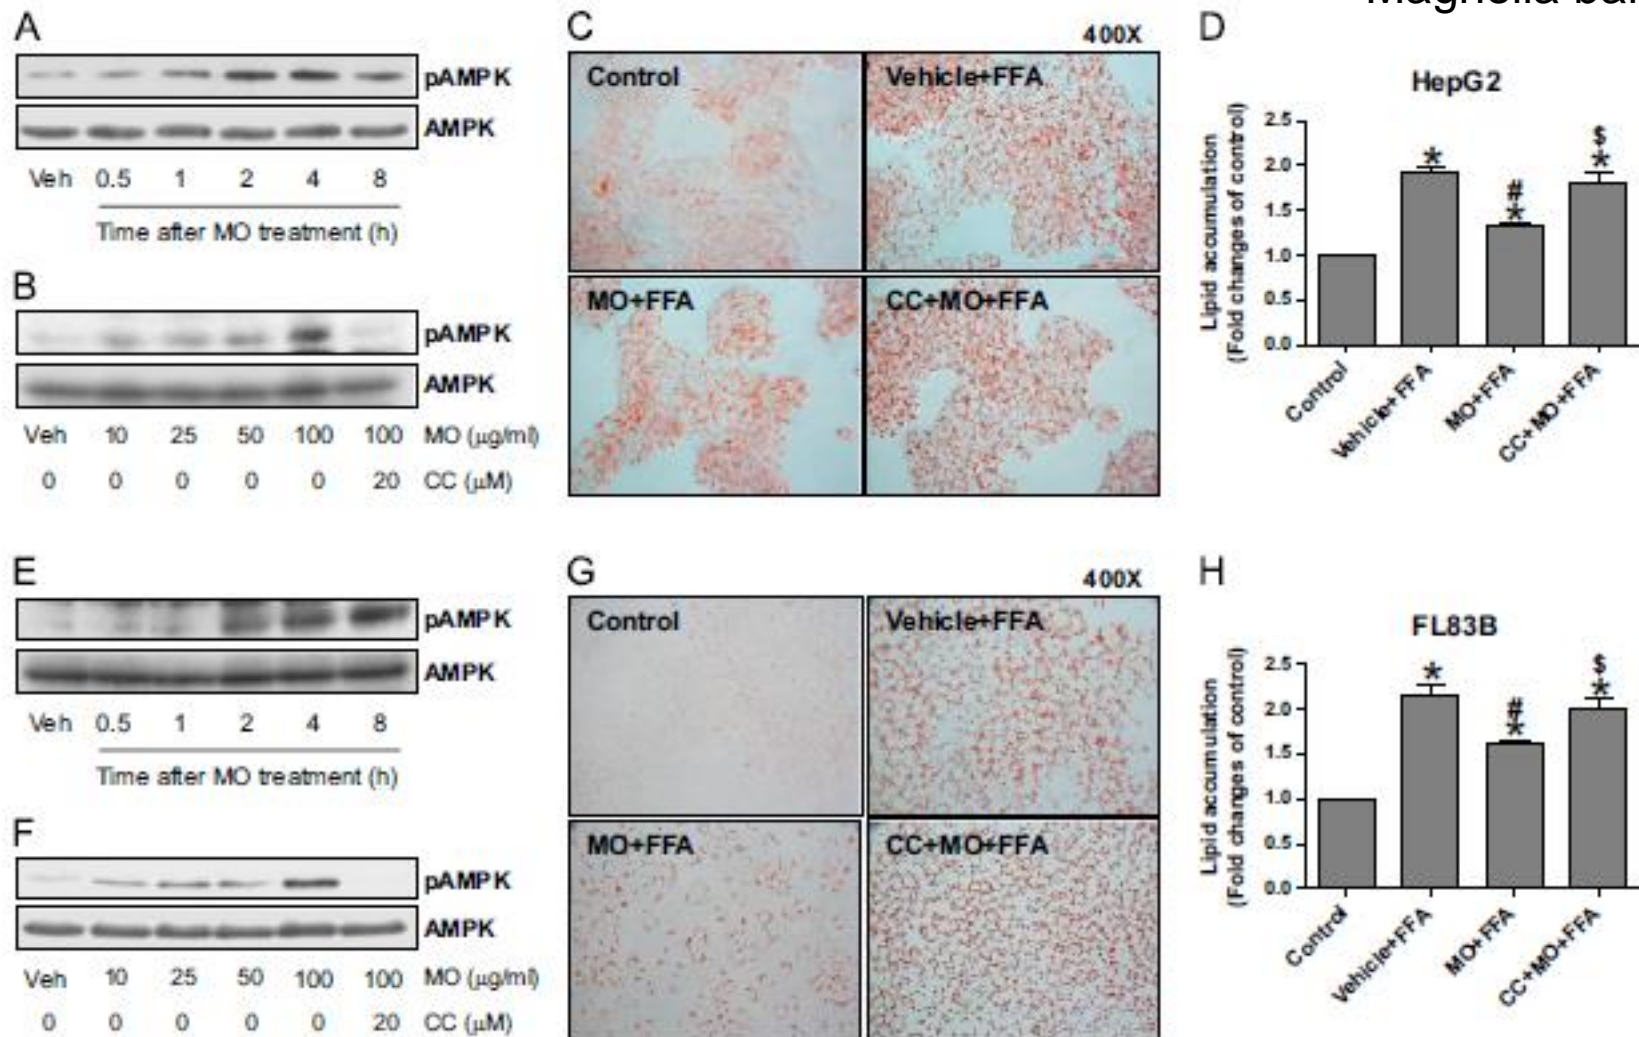 Magnolia bar
A
pAMPK
AMPK
Veh 0.5 1 2 4 8
Time after MO treatment (h)
B
pAMPK
AMPK
Veh 10 25 50 100 100 MO (µg/ml)
0 0 0 0 0 20 CC (µM)
C
400X
Control
Vehicle+FFA
MO+FFA
CC+MO+FFA
D
HepG2
Lipid accumulation
(Fold changes of control)
2.5
2.0
1.5
1.0
0.5
0.0
*
#
*
$
*
Control
Vehicle+FFA
MO+FFA
CC+MO+FFA
E
pAMPK
AMPK
Veh 0.5 1 2 4 8
Time after MO treatment (h)
F
pAMPK
AMPK
Veh 10 25 50 100 100 MO (µg/ml)
0 0 0 0 0 20 CC (µM)
G
400X
Control
Vehicle+FFA
MO+FFA
CC+MO+FFA
H
FL83B
Lipid accumulation
(Fold changes of control)
2.5
2.0
1.5
1.0
0.5
0.0
*
#
*
$
*
Control
Vehicle+FFA
MO+FFA
CC+MO+FFA